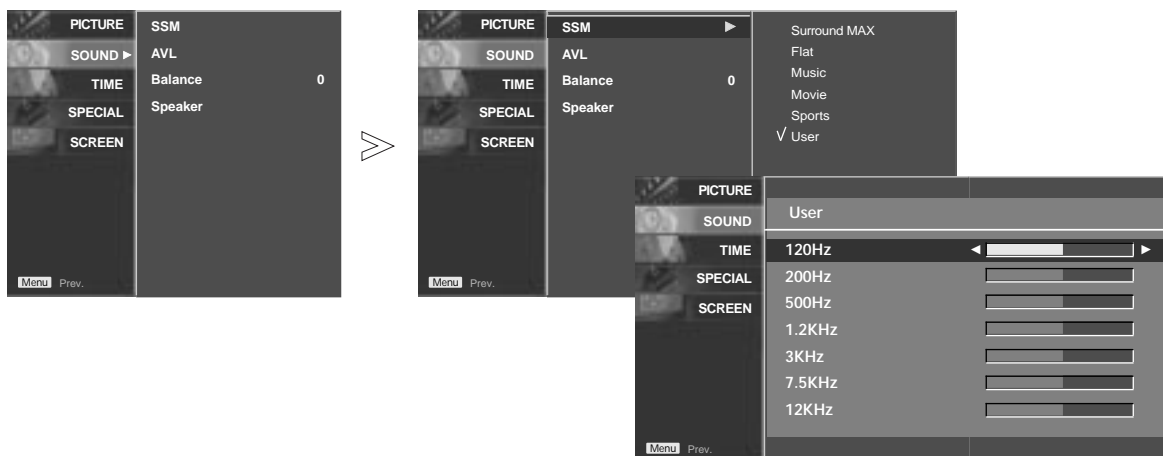 PICTURE
SOUND ►
TIME
SPECIAL
SCREEN
Menu Prev.
SSM
AVL
Balance 0
Speaker
PICTURE
SOUND
TIME
SPECIAL
SCREEN
Menu Prev.
SSM ►
AVL
Balance 0
Speaker
Surround MAX
Flat
Music
Movie
Sports
√ User
PICTURE
SOUND
TIME
SPECIAL
SCREEN
Menu Prev.
User
120Hz ◄ ►
200Hz
500Hz
1.2KHz
3KHz
7.5KHz
12KHz